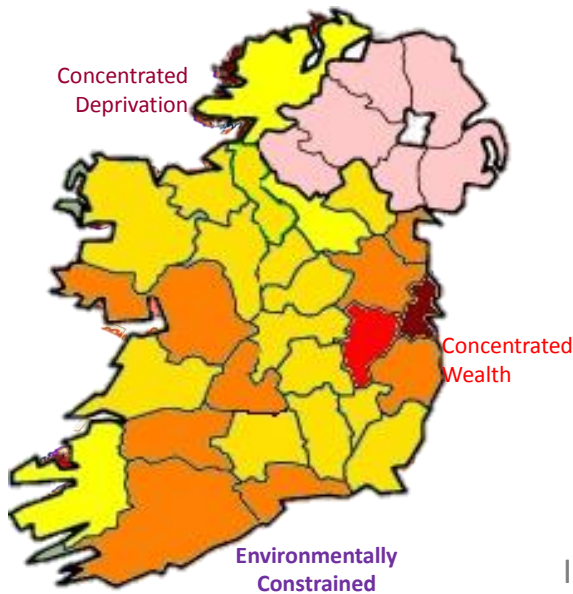 Concentrated
Deprivation
Concentrated
Wealth
Environmentally
Constrained